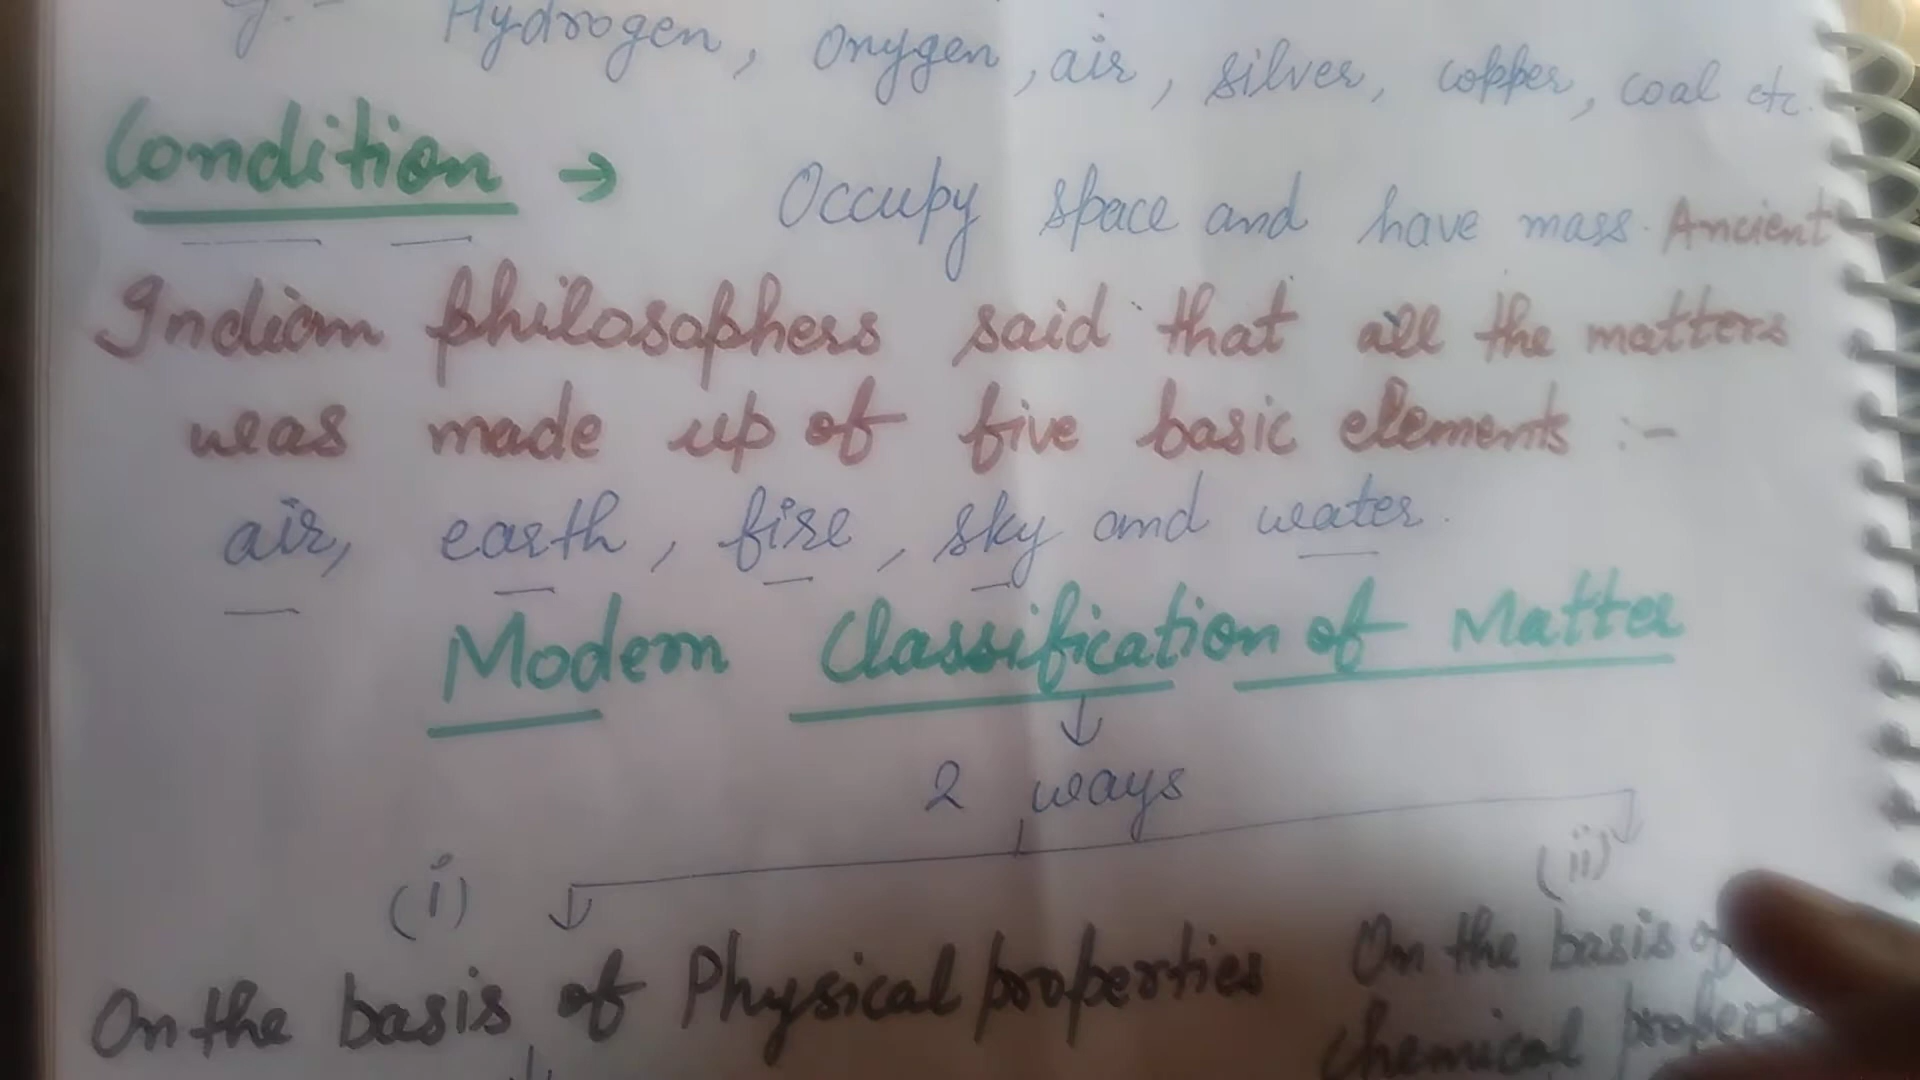 Hydrogen, oxygen, air, silver, copper, coal etc.
Condition → Occupy space and have mass. Ancient
Indian philosophers said that all the matters
was made up of five basic elements :-
air, earth, fire, sky and water.
Modern Classification of Matter
2 ways
(i) (ii)
On the basis of Physical properties
On the basis of
chemical